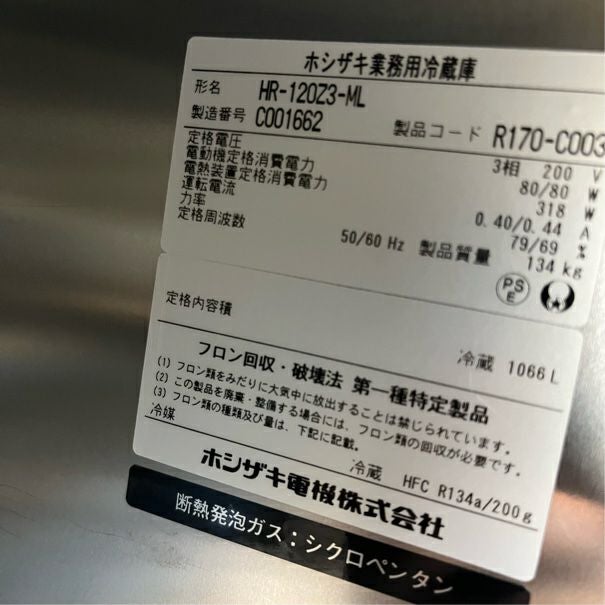 ホシザキ業務用冷蔵庫
形名 HR-120Z3-ML
製造番号 C001662 製品コード R170-C003
定格電圧 3相 200 V
電動機定格消費電力 80/80 W
電熱装置定格消費電力 318 W
運転電流 0.40/0.44 A
力率 79/69 %
定格周波数 50/60 Hz 製品質量 134 kg
PS
E
定格内容積 冷蔵 1066 L
フロン回収・破壊法 第一種特定製品
(1) フロン類をみだりに大気中に放出することは禁じられています。
(2) この製品を廃棄・整備する場合には、フロン類の回収が必要です。
(3) フロン類の種類及び量は、下記に記載。
冷媒 冷蔵 HFC R134a/200g
ホシザキ電機株式会社
断熱発泡ガス：シクロペンタン